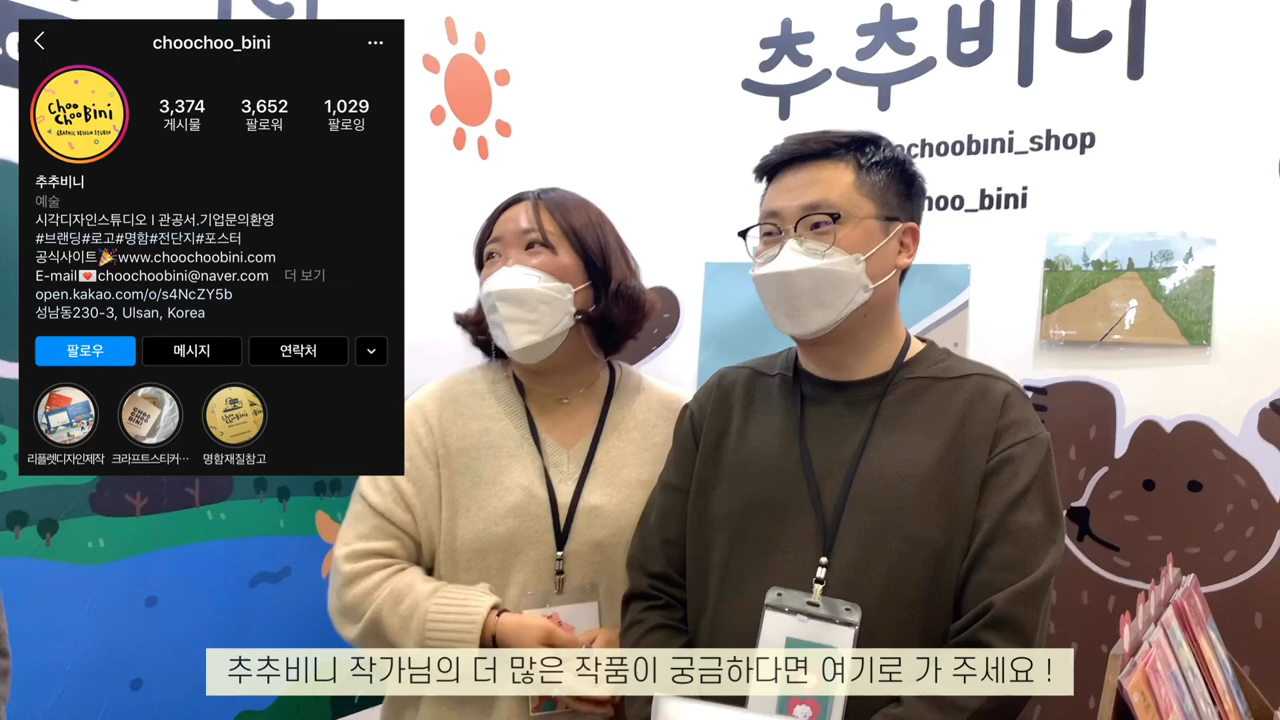 choochoo_bini
3,374 3,652 1,029
게시물 팔로워 팔로잉
choo
chooBini
GRAPHIC DESIGN STUDIO
추추비니
예술
시각디자인스튜디오 I 관공서.기업문의환영
#브랜딩#로고#명함#전단지#포스터
공식사이트🎉www.choochoobini.com
E-mail💌choochoobini@naver.com 더 보기
open.kakao.com/o/s4NcZY5b
성남동230-3, Ulsan, Korea
팔로우 메시지 연락처
CHOO
CHOO
BINI
리플렛디자인제작 크라프트스티커… 명함재질참고
추추비니
choobini_shop
hoo_bini
추추비니 작가님의 더 많은 작품이 궁금하다면 여기로 가 주세요 !